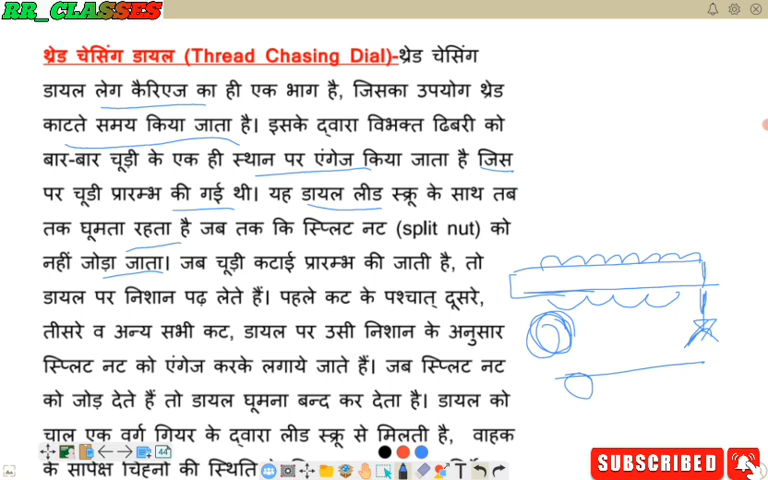 RR_CLASSES
थ्रेड चेसिंग डायल (Thread Chasing Dial)-थ्रेड चेसिंग
डायल लेग कैरिएज का ही एक भाग है, जिसका उपयोग थ्रेड
काटते समय किया जाता है। इसके द्वारा विभक्त ढिबरी को
बार-बार चूड़ी के एक ही स्थान पर एंगेज किया जाता है जिस
पर चूडी प्रारम्भ की गई थी। यह डायल लीड स्क्रू के साथ तब
तक घूमता रहता है जब तक कि स्प्लिट नट (split nut) को
नहीं जोड़ा जाता। जब चूड़ी कटाई प्रारम्भ की जाती है, तो
डायल पर निशान पढ़ लेते हैं। पहले कट के पश्चात् दूसरे,
तीसरे व अन्य सभी कट, डायल पर उसी निशान के अनुसार
स्प्लिट नट को एंगेज करके लगाये जाते हैं। जब स्प्लिट नट
को जोड़ देते हैं तो डायल घूमना बन्द कर देता है। डायल को
चाल एक वर्ग गियर के द्वारा लीड स्क्रू से मिलती है, वाहक
के सापेक्ष चिह्नों की स्थिति
44
SUBSCRIBED